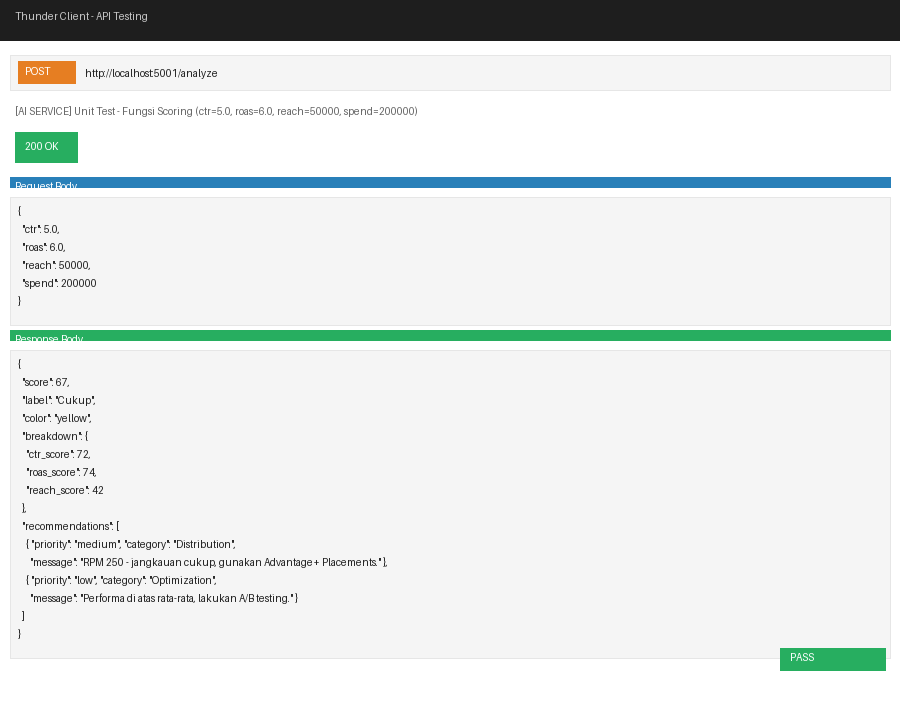 Thunder Client - API Testing
POST http://localhost:5001/analyze
[AI SERVICE] Unit Test - Fungsi Scoring (ctr=5.0, roas=6.0, reach=50000, spend=200000)
200 OK
Request Body
{
"ctr": 5.0,
"roas": 6.0,
"reach": 50000,
"spend": 200000
}
Response Body
{
"score": 67,
"label": "Cukup",
"color": "yellow",
"breakdown": {
"ctr_score": 72,
"roas_score": 74,
"reach_score": 42
},
"recommendations": [
{ "priority": "medium", "category": "Distribution",
"message": "RPM 250 - jangkauan cukup, gunakan Advantage+ Placements." },
{ "priority": "low", "category": "Optimization",
"message": "Performa di atas rata-rata, lakukan A/B testing." }
]
}
PASS